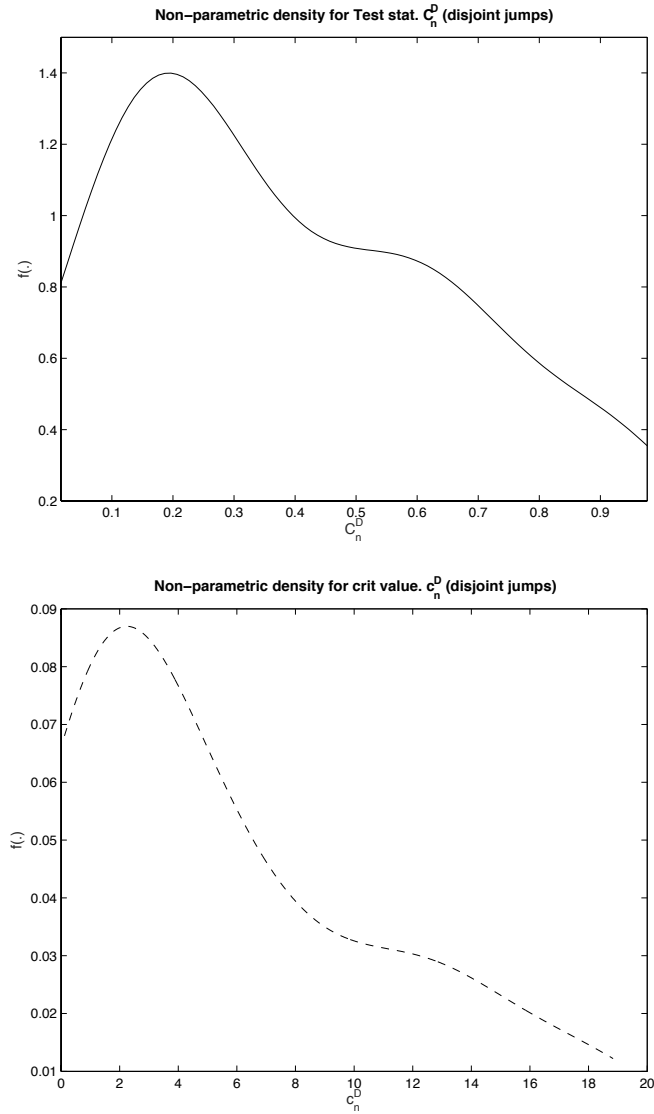 Non–parametric density for Test stat. C_n^D (disjoint jumps)
1.4
1.2
1
0.8
0.6
0.4
0.2
f(.)
0.1 0.2 0.3 0.4 0.5 0.6 0.7 0.8 0.9
C_n^D
Non–parametric density for crit value. c_n^D (disjoint jumps)
0.09
0.08
0.07
0.06
0.05
0.04
0.03
0.02
0.01
f(.)
0 2 4 6 8 10 12 14 16 18 20
c_n^D